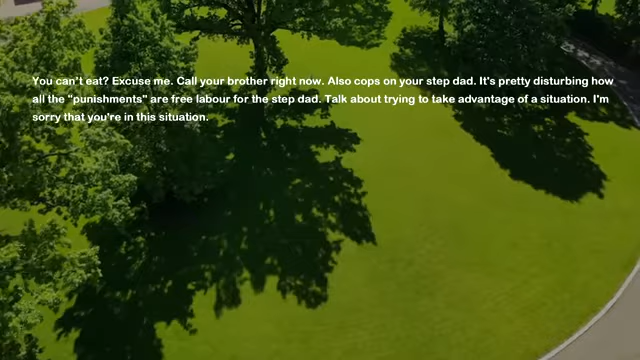 You can't eat? Excuse me. Call your brother right now. Also cops on your step dad. It's pretty disturbing how
all the "punishments" are free labour for the step dad. Talk about trying to take advantage of a situation. I'm
sorry that you're in this situation.